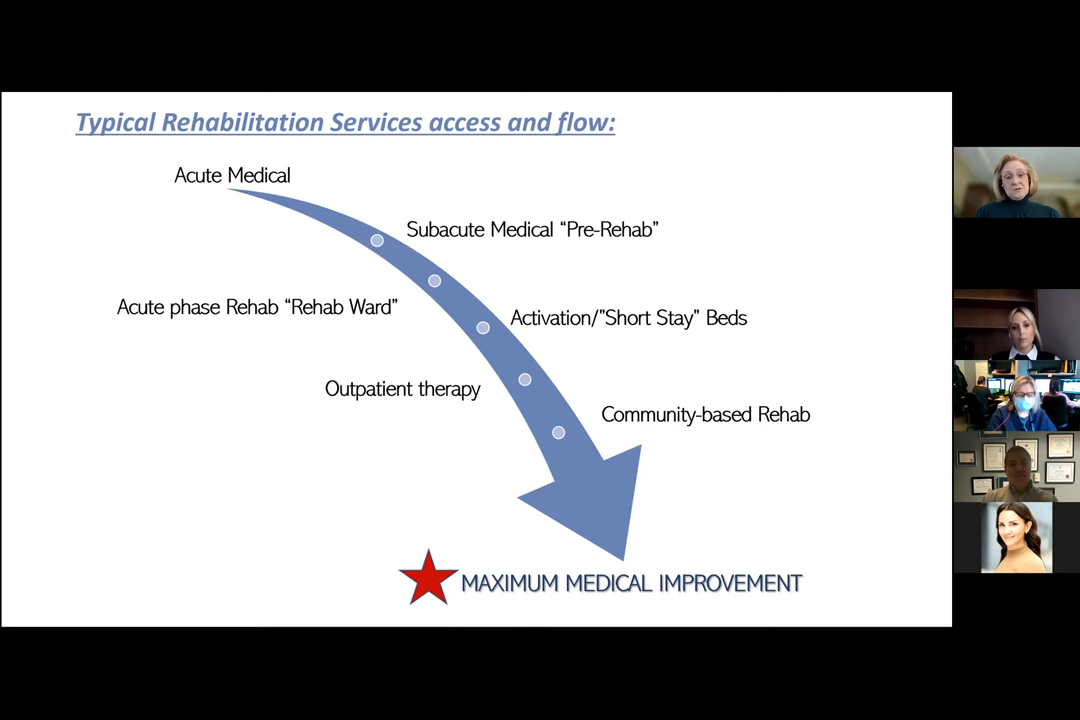 Typical Rehabilitation Services access and flow:
Acute Medical
Subacute Medical “Pre-Rehab”
Acute phase Rehab “Rehab Ward”
Activation/”Short Stay” Beds
Outpatient therapy
Community-based Rehab
MAXIMUM MEDICAL IMPROVEMENT